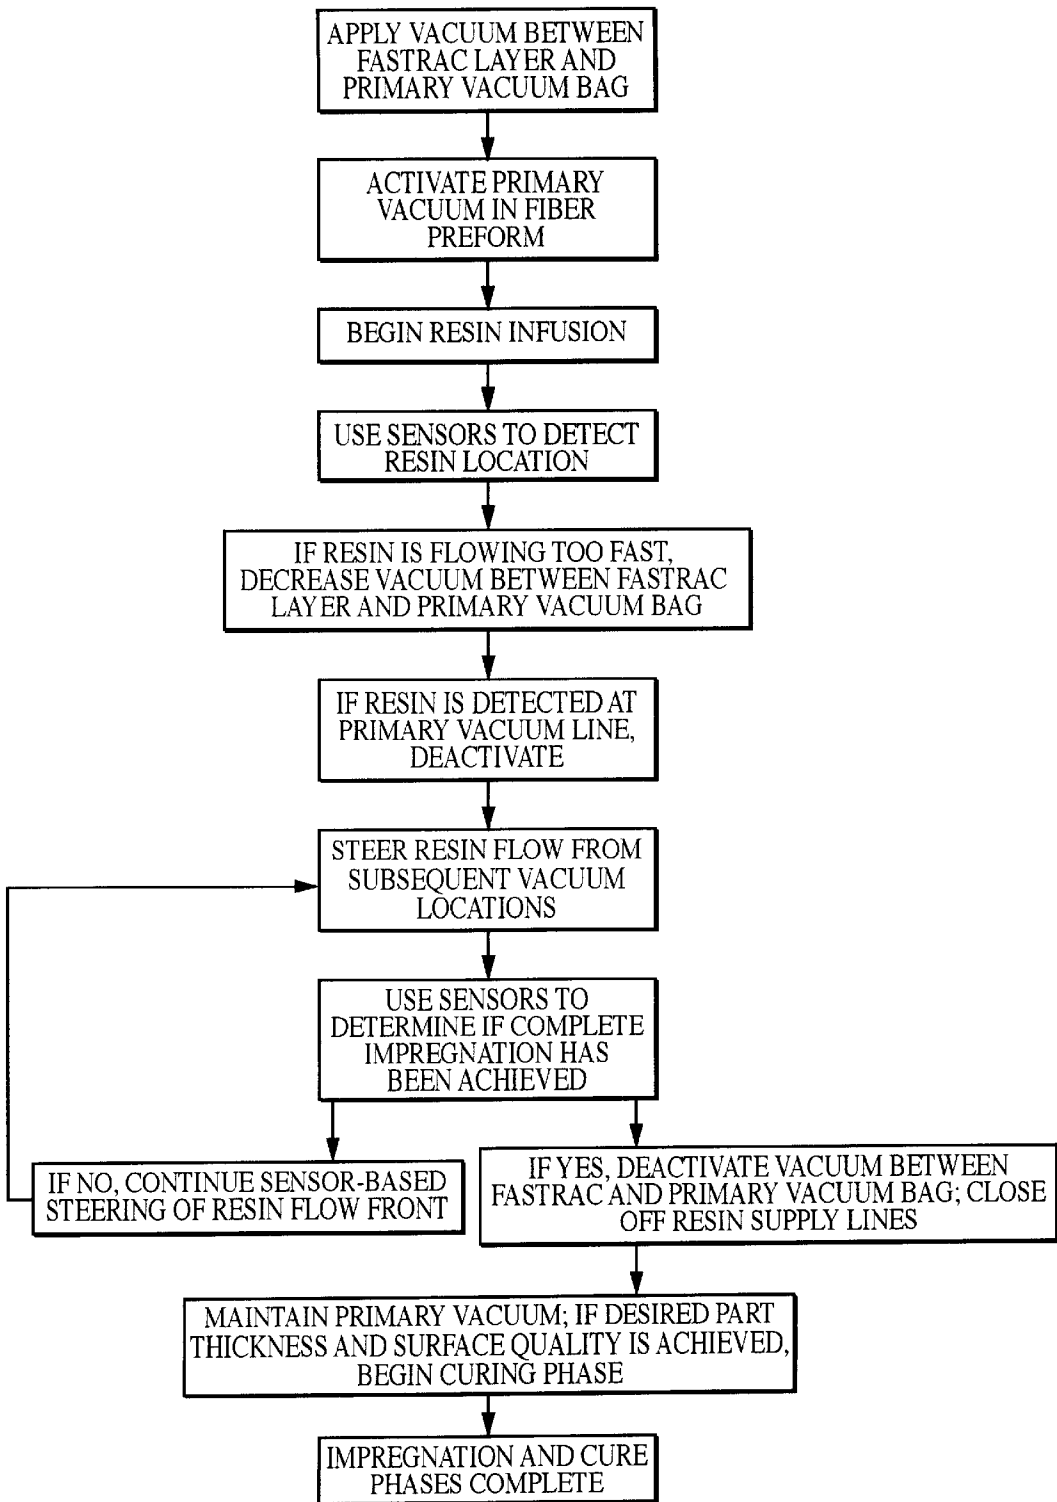 APPLY VACUUM BETWEEN
FASTRAC LAYER AND
PRIMARY VACUUM BAG
ACTIVATE PRIMARY
VACUUM IN FIBER
PREFORM
BEGIN RESIN INFUSION
USE SENSORS TO DETECT
RESIN LOCATION
IF RESIN IS FLOWING TOO FAST,
DECREASE VACUUM BETWEEN FASTRAC
LAYER AND PRIMARY VACUUM BAG
IF RESIN IS DETECTED AT
PRIMARY VACUUM LINE,
DEACTIVATE
STEER RESIN FLOW FROM
SUBSEQUENT VACUUM
LOCATIONS
USE SENSORS TO
DETERMINE IF COMPLETE
IMPREGNATION HAS
BEEN ACHIEVED
IF NO, CONTINUE SENSOR-BASED
STEERING OF RESIN FLOW FRONT
IF YES, DEACTIVATE VACUUM BETWEEN
FASTRAC AND PRIMARY VACUUM BAG; CLOSE
OFF RESIN SUPPLY LINES
MAINTAIN PRIMARY VACUUM; IF DESIRED PART
THICKNESS AND SURFACE QUALITY IS ACHIEVED,
BEGIN CURING PHASE
IMPREGNATION AND CURE
PHASES COMPLETE